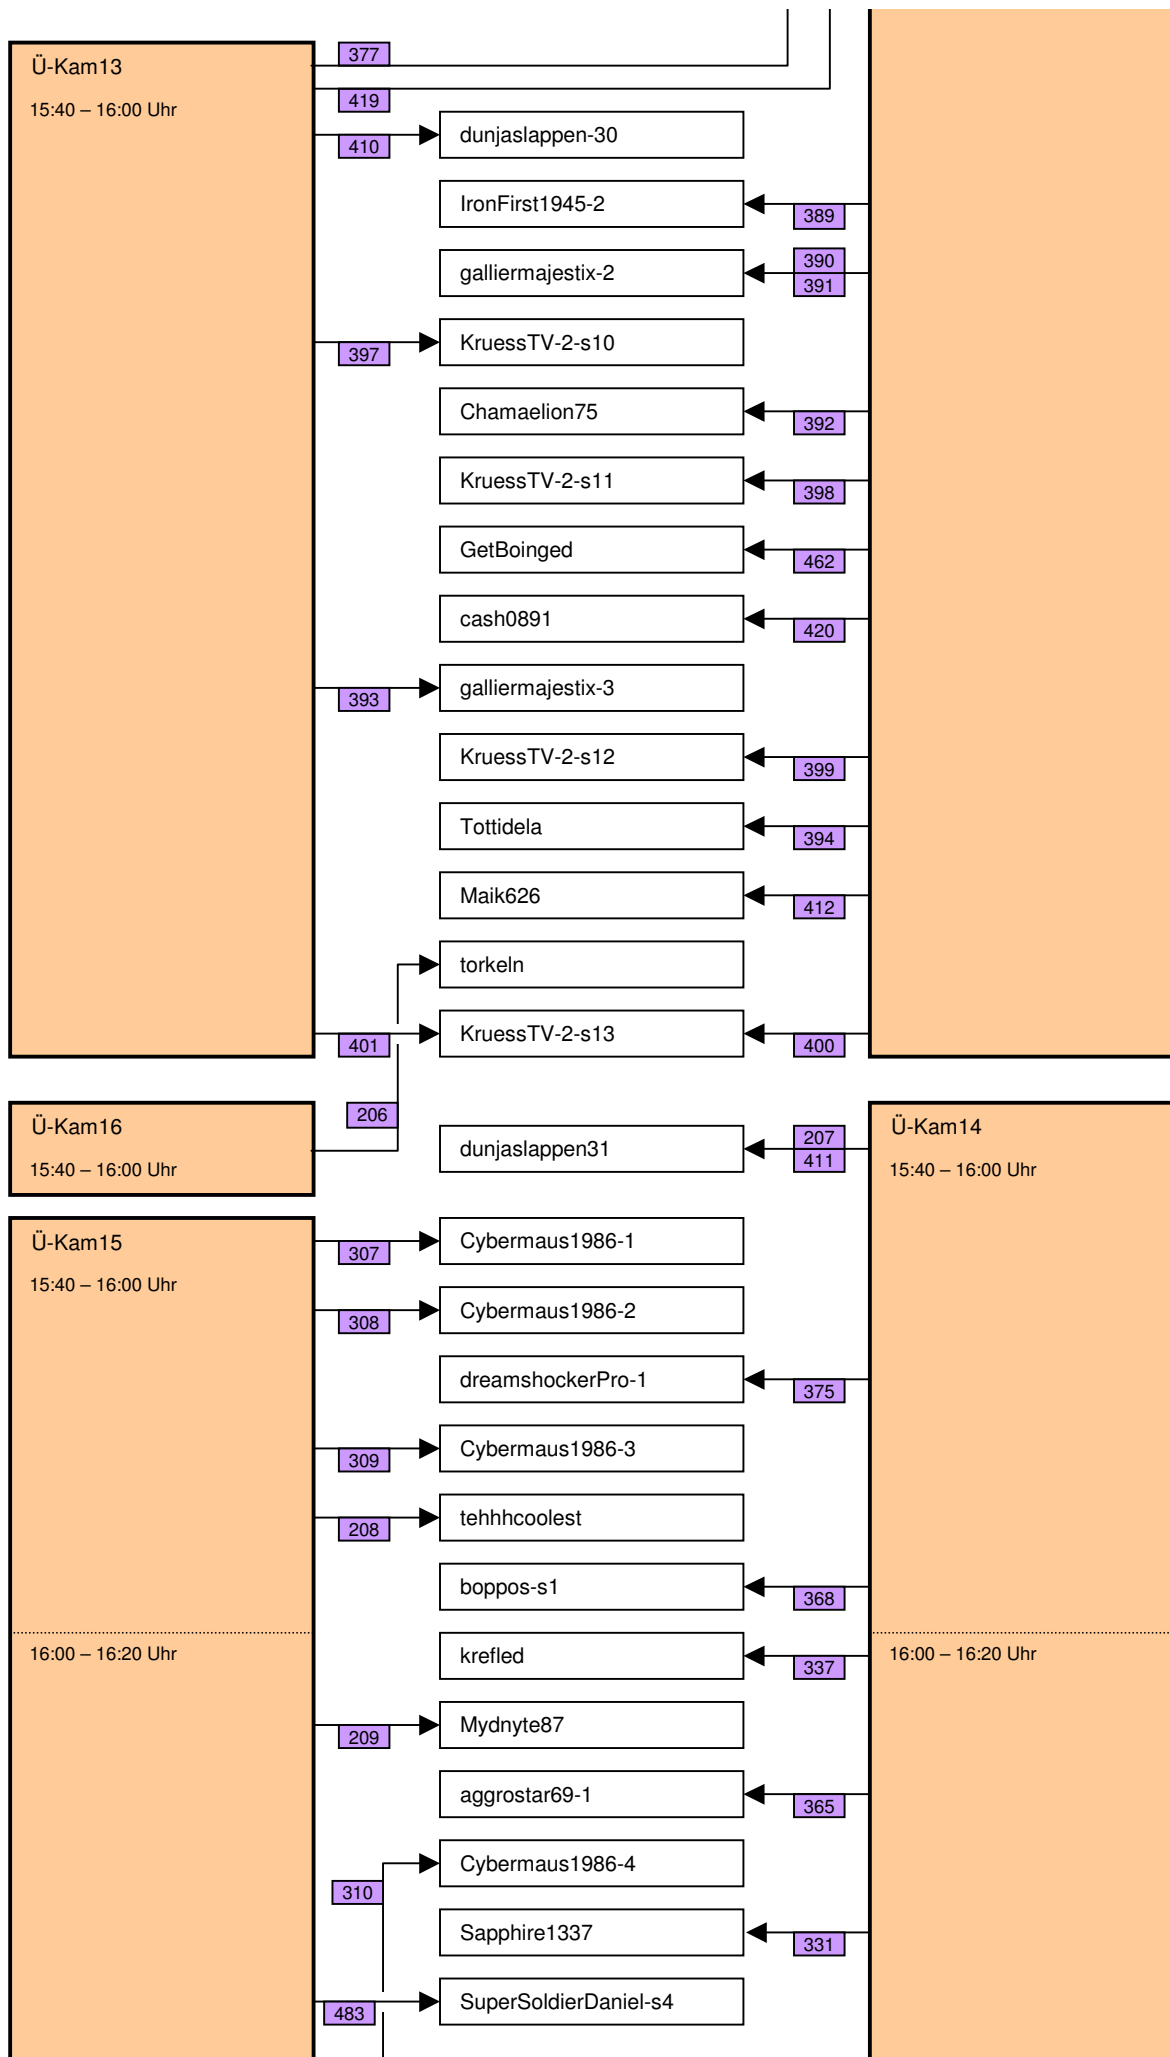 377
Ü-Kam13
15:40 – 16:00 Uhr
419
410
dunjaslappen-30
IronFirst1945-2
389
galliermajestix-2
390
391
397
KruessTV-2-s10
Chamaelion75
392
KruessTV-2-s11
398
GetBoinged
462
cash0891
420
393
galliermajestix-3
KruessTV-2-s12
399
Tottidela
394
Maik626
412
torkeln
401
KruessTV-2-s13
400
206
Ü-Kam16
15:40 – 16:00 Uhr
dunjaslappen31
207
411
Ü-Kam14
15:40 – 16:00 Uhr
Ü-Kam15
15:40 – 16:00 Uhr
307
Cybermaus1986-1
308
Cybermaus1986-2
dreamshockerPro-1
375
309
Cybermaus1986-3
208
tehhhcoolest
boppos-s1
368
16:00 – 16:20 Uhr
krefled
337
16:00 – 16:20 Uhr
209
Mydnyte87
aggrostar69-1
365
310
Cybermaus1986-4
Sapphire1337
331
483
SuperSoldierDaniel-s4